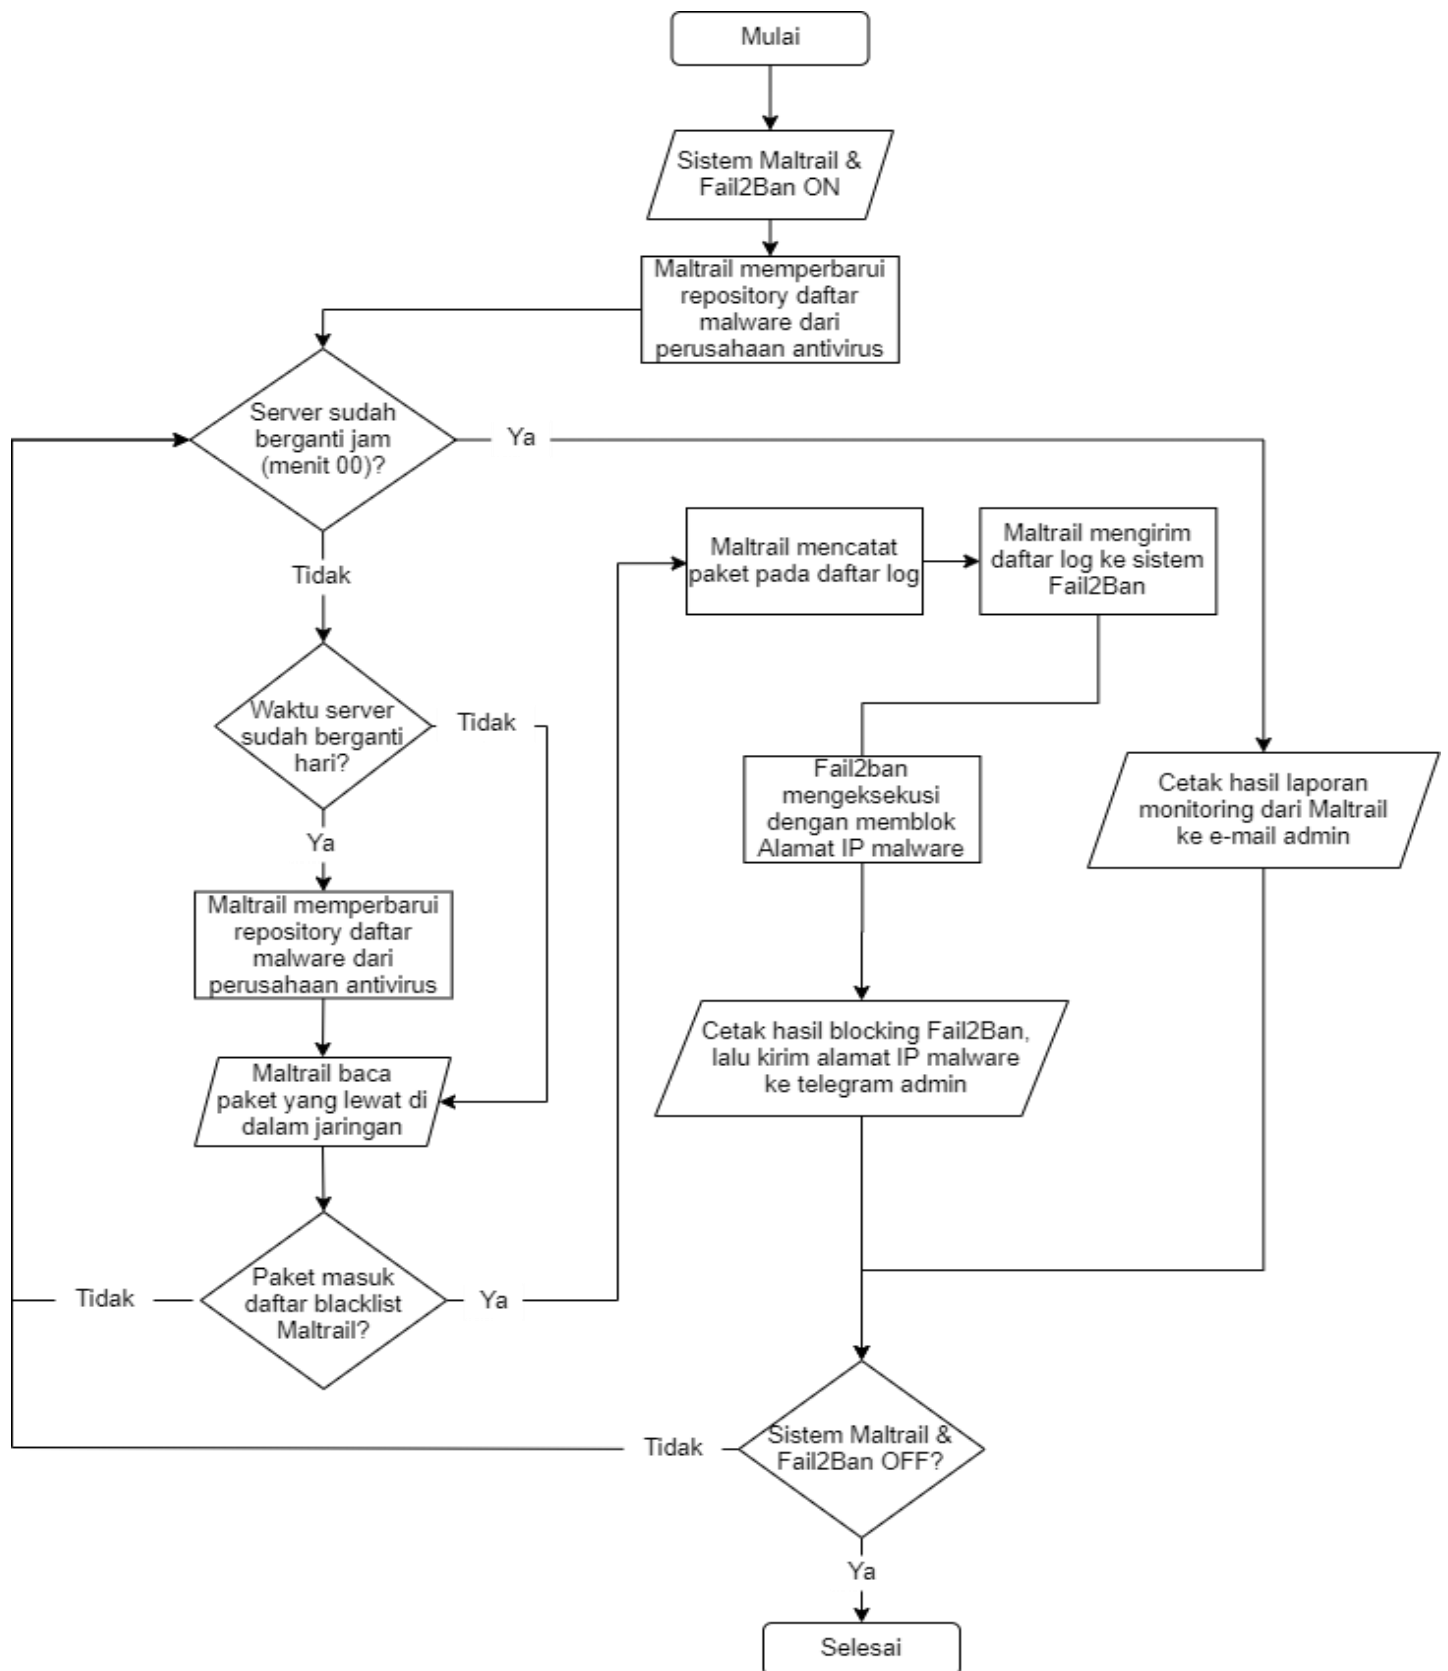 Mulai
Sistem Maltrail &
Fail2Ban ON
Maltrail memperbarui
repository daftar
malware dari
perusahaan antivirus
Server sudah
berganti jam
(menit 00)?
Ya
Tidak
Maltrail mencatat
paket pada daftar log
Maltrail mengirim
daftar log ke sistem
Fail2Ban
Waktu server
sudah berganti
hari?
Tidak
Ya
Fail2ban
mengeksekusi
dengan memblok
Alamat IP malware
Cetak hasil laporan
monitoring dari Maltrail
ke e-mail admin
Maltrail memperbarui
repository daftar
malware dari
perusahaan antivirus
Cetak hasil blocking Fail2Ban,
lalu kirim alamat IP malware
ke telegram admin
Maltrail baca
paket yang lewat di
dalam jaringan
Paket masuk
daftar blacklist
Maltrail?
Tidak
Ya
Sistem Maltrail &
Fail2Ban OFF?
Tidak
Ya
Selesai